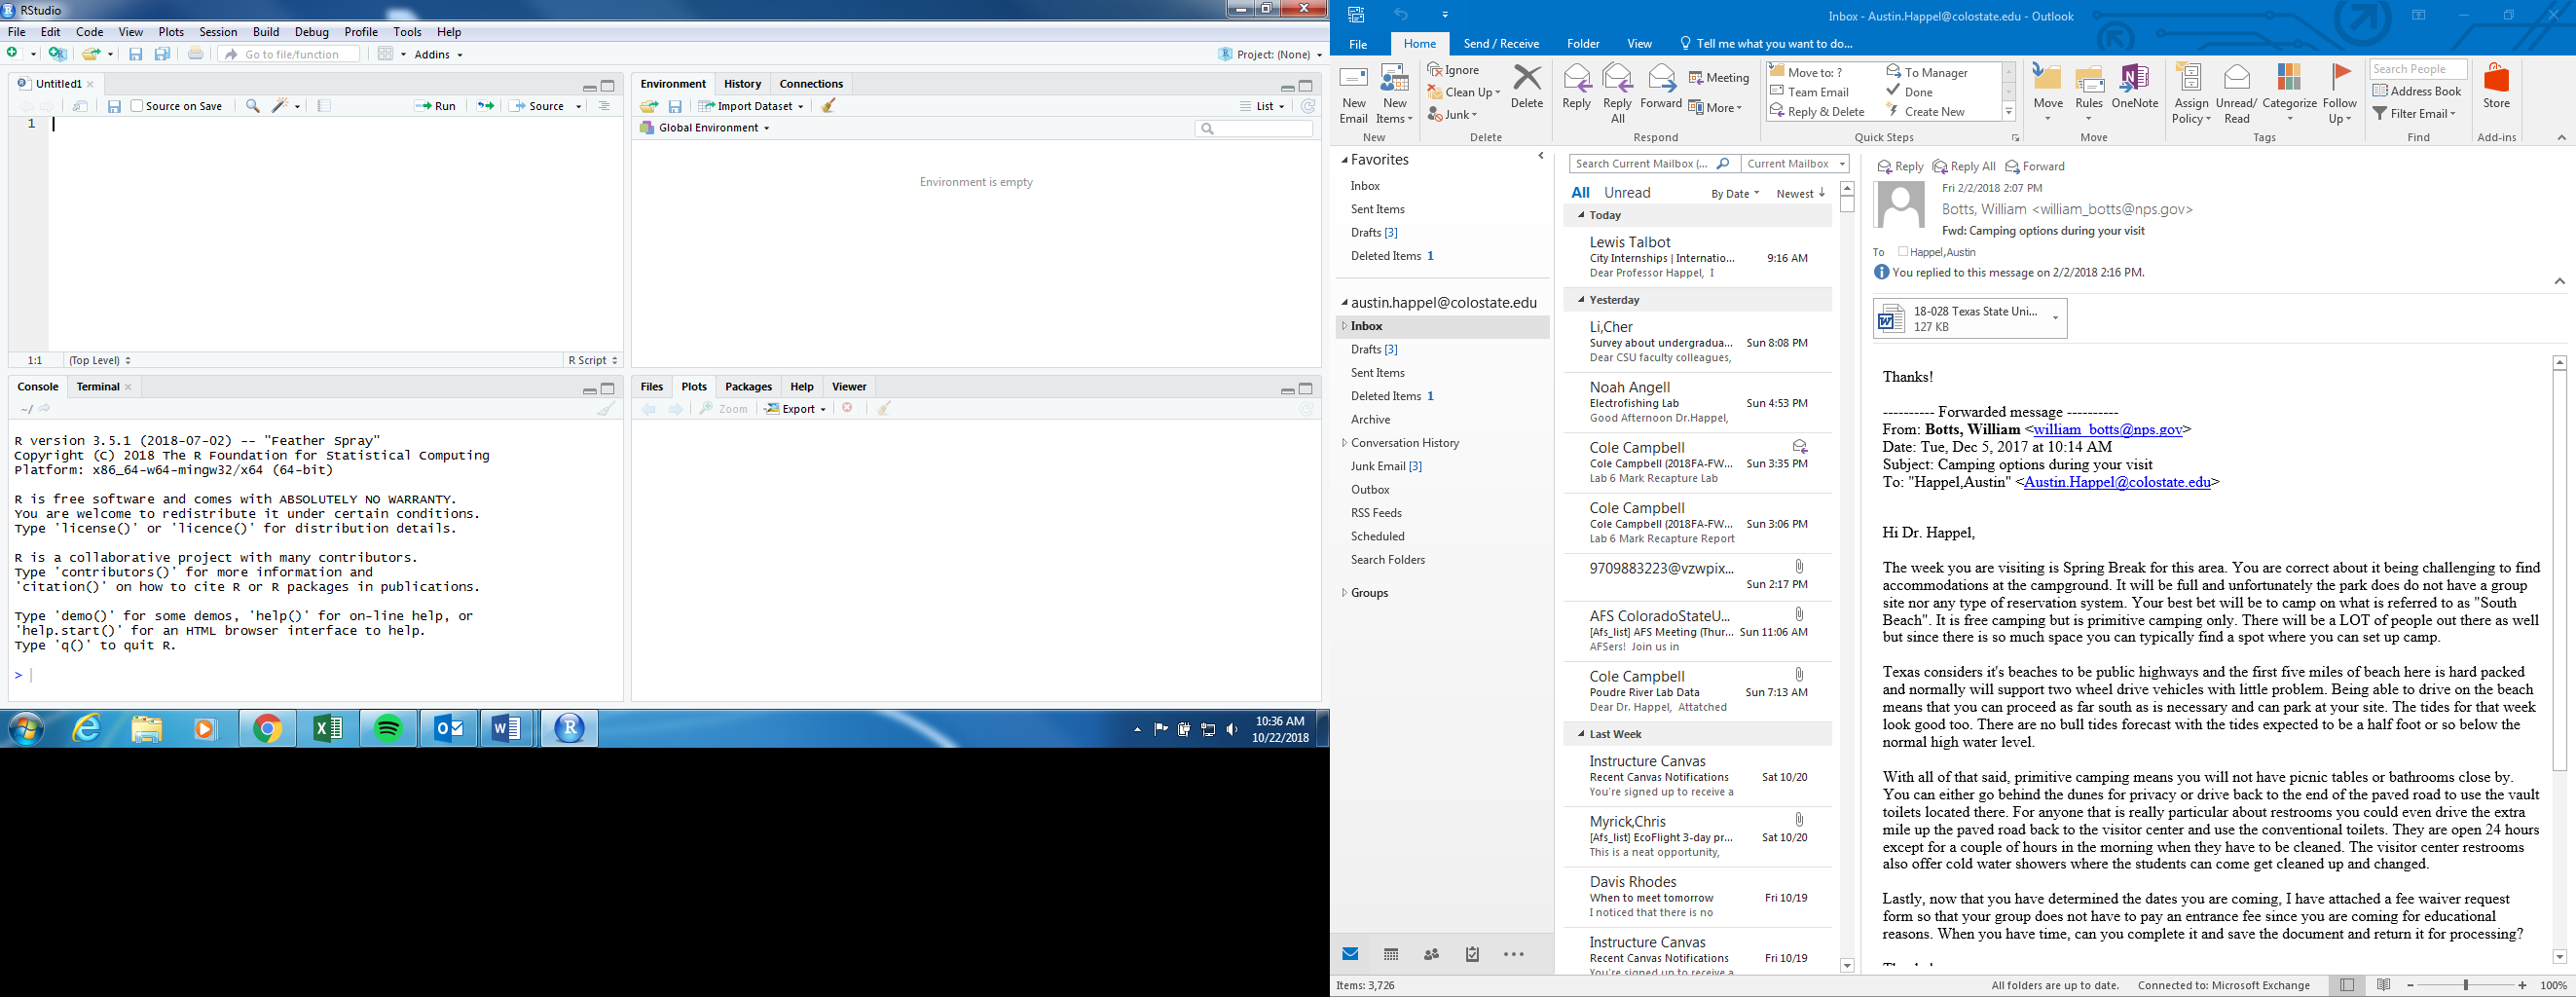 RStudio
File Edit Code View Plots Session Build Debug Profile Tools Help
Go to file/function Addins Project: (None)
Untitled1
Source on Save Run Source
1
1:1 (Top Level) R Script
Console Terminal
~/
R version 3.5.1 (2018-07-02) -- "Feather Spray"
Copyright (C) 2018 The R Foundation for Statistical Computing
Platform: x86_64-w64-mingw32/x64 (64-bit)
R is free software and comes with ABSOLUTELY NO WARRANTY.
You are welcome to redistribute it under certain conditions.
Type 'license()' or 'licence()' for distribution details.
R is a collaborative project with many contributors.
Type 'contributors()' for more information and
'citation()' on how to cite R or R packages in publications.
Type 'demo()' for some demos, 'help()' for on-line help, or
'help.start()' for an HTML browser interface to help.
Type 'q()' to quit R.
>
Environment History Connections
Import Dataset List
Global Environment
Environment is empty
Files Plots Packages Help Viewer
Zoom Export
10:36 AM
10/22/2018
Inbox - Austin.Happel@colostate.edu - Outlook
File Home Send / Receive Folder View Tell me what you want to do...
New Email
New Items
New
Ignore
Clean Up
Junk
Delete
Delete
Reply
Reply All
Forward
Meeting
More
Respond
Move to: ?
Team Email
Reply & Delete
To Manager
Done
Create New
Quick Steps
Move
Rules
OneNote
Move
Assign Policy
Unread/ Read
Categorize
Follow Up
Tags
Search People
Address Book
Filter Email
Find
Store
Add-ins
Favorites
Inbox
Sent Items
Drafts [3]
Deleted Items 1
austin.happel@colostate.edu
Inbox
Drafts [3]
Sent Items
Deleted Items 1
Archive
Conversation History
Junk Email [3]
Outbox
RSS Feeds
Scheduled
Search Folders
Groups
Search Current Mailbox (... Current Mailbox
All Unread By Date Newest
Today
Lewis Talbot
City Internships | Internatio... 9:16 AM
Dear Professor Happel, I
Yesterday
Li,Cher
Survey about undergradua... Sun 8:08 PM
Dear CSU faculty colleagues,
Noah Angell
Electrofishing Lab Sun 4:53 PM
Good Afternoon Dr.Happel,
Cole Campbell
Cole Campbell (2018FA-FW... Sun 3:35 PM
Lab 6 Mark Recapture Lab
Cole Campbell
Cole Campbell (2018FA-FW... Sun 3:06 PM
Lab 6 Mark Recapture Report
9709883223@vzwpix...
Sun 2:17 PM
AFS ColoradoStateU...
[Afs_list] AFS Meeting (Thur... Sun 11:06 AM
AFSers! Join us in
Cole Campbell
Poudre River Lab Data Sun 7:13 AM
Dear Dr. Happel, Attatched
Last Week
Instructure Canvas
Recent Canvas Notifications Sat 10/20
You're signed up to receive a
Myrick,Chris
[Afs_list] EcoFlight 3-day pr... Sat 10/20
This is a neat opportunity,
Davis Rhodes
When to meet tomorrow Fri 10/19
I noticed that there is no
Instructure Canvas
Recent Canvas Notifications Fri 10/19
You're signed up to receive a
Reply Reply All Forward
Fri 2/2/2018 2:07 PM
Botts, William <william_botts@nps.gov>
Fwd: Camping options during your visit
To Happel,Austin
You replied to this message on 2/2/2018 2:16 PM.
18-028 Texas State Uni...
127 KB
Thanks!
---------- Forwarded message ----------
From: Botts, William <william_botts@nps.gov>
Date: Tue, Dec 5, 2017 at 10:14 AM
Subject: Camping options during your visit
To: "Happel,Austin" <Austin.Happel@colostate.edu>
Hi Dr. Happel,
The week you are visiting is Spring Break for this area. You are correct about it being challenging to find
accommodations at the campground. It will be full and unfortunately the park does do not have a group
site nor any type of reservation system. Your best bet will be to camp on what is referred to as "South
Beach". It is free camping but is primitive camping only. There will be a LOT of people out there as well
but since there is so much space you can typically find a spot where you can set up camp.
Texas considers it's beaches to be public highways and the first five miles of beach here is hard packed
and normally will support two wheel drive vehicles with little problem. Being able to drive on the beach
means that you can proceed as far south as is necessary and can park at your site. The tides for that week
look good too. There are no bull tides forecast with the tides expected to be a half foot or so below the
normal high water level.
With all of that said, primitive camping means you will not have picnic tables or bathrooms close by.
You can either go behind the dunes for privacy or drive back to the end of the paved road to use the vault
toilets located there. For anyone that is really particular about restrooms you could even drive the extra
mile up the paved road back to the visitor center and use the conventional toilets. They are open 24 hours
except for a couple of hours in the morning when they have to be cleaned. The visitor center restrooms
also offer cold water showers where the students can come get cleaned up and changed.
Lastly, now that you have determined the dates you are coming, I have attached a fee waiver request
form so that your group does not have to pay an entrance fee since you are coming for educational
reasons. When you have time, can you complete it and save the document and return it for processing?
Items: 3,726 All folders are up to date. Connected to: Microsoft Exchange 100%